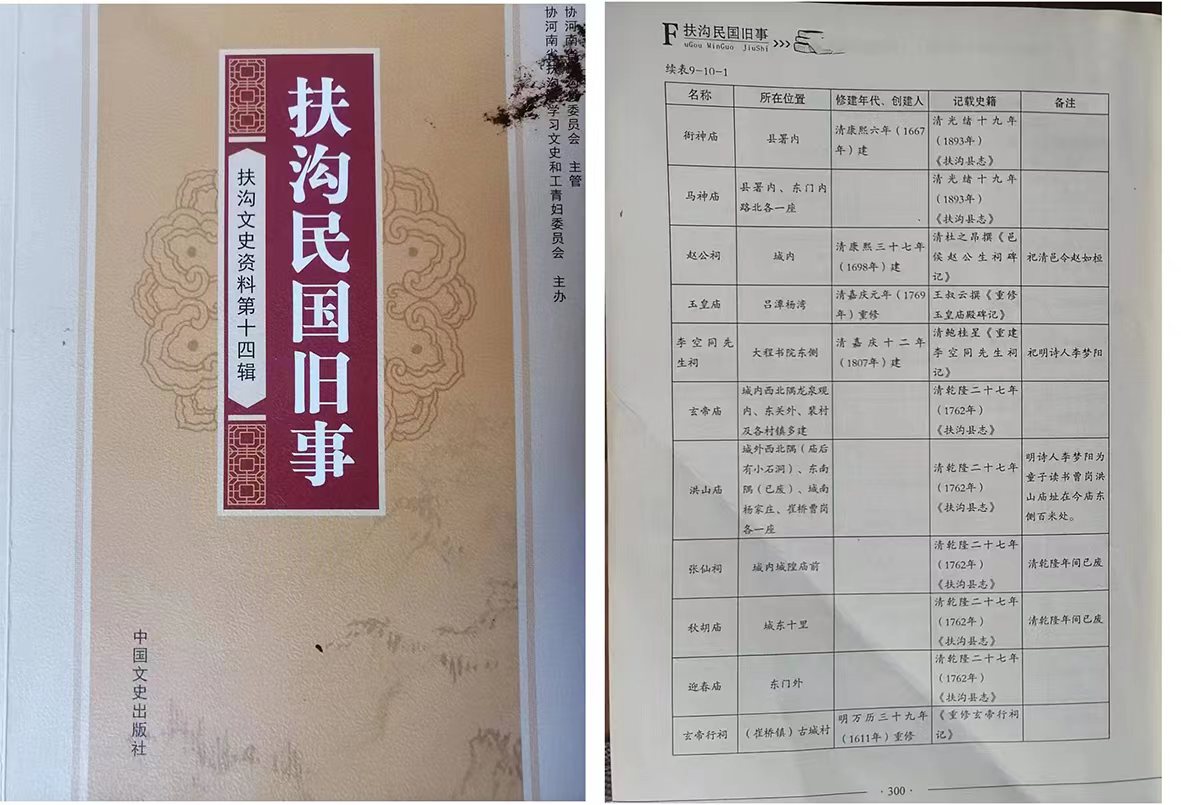 扶沟民国旧事
扶沟文史资料第十四辑
中国文史出版社
委员会 主管
学习文史和工青妇委员会 主办
扶沟民国旧事
F uGou MinGuo JiuShi
续表9-10-1
名称 所在位置 修建年代、创建人 记载史籍 备注
衙神庙 县署内 清康熙六年（1667年）建 清光绪十九年（1893年）《扶沟县志》
马神庙 县署内、东门内路北各一座 清光绪十九年（1893年）《扶沟县志》
赵公祠 城内 清康熙三十七年（1698年）建 清杜之昂撰《邑侯赵公生祠碑记》 祀清邑令赵如桓
玉皇庙 吕潭杨湾 清嘉庆元年（1769年）重修 王叔云撰《重修玉皇庙殿碑记》
李空同先生祠 大程书院东侧 清嘉庆十二年（1807年）建 清鲍桂星《重建李空同先生祠记》 祀明诗人李梦阳
玄帝庙 城内西北隅龙泉观内、东关外、裴村及各村镇多建 清乾隆二十七年（1762年）《扶沟县志》
洪山庙 城外西北隅（庙后有小石洞）、东南隅（已废）、城南杨家庄、崔桥曹岗各一座 清乾隆二十七年（1762年）《扶沟县志》 明诗人李梦阳为童子读书曹岗洪山庙址在今庙东侧百米处。
张仙祠 城内城隍庙前 清乾隆二十七年（1762年）《扶沟县志》 清乾隆年间已废
秋胡庙 城东十里 清乾隆二十七年（1762年）《扶沟县志》 清乾隆年间已废
迎春庙 东门外 清乾隆二十七年（1762年）《扶沟县志》
玄帝行祠 （崔桥镇）古城村 明万历三十九年（1611年）重修 《重修玄帝行祠记》
·300·